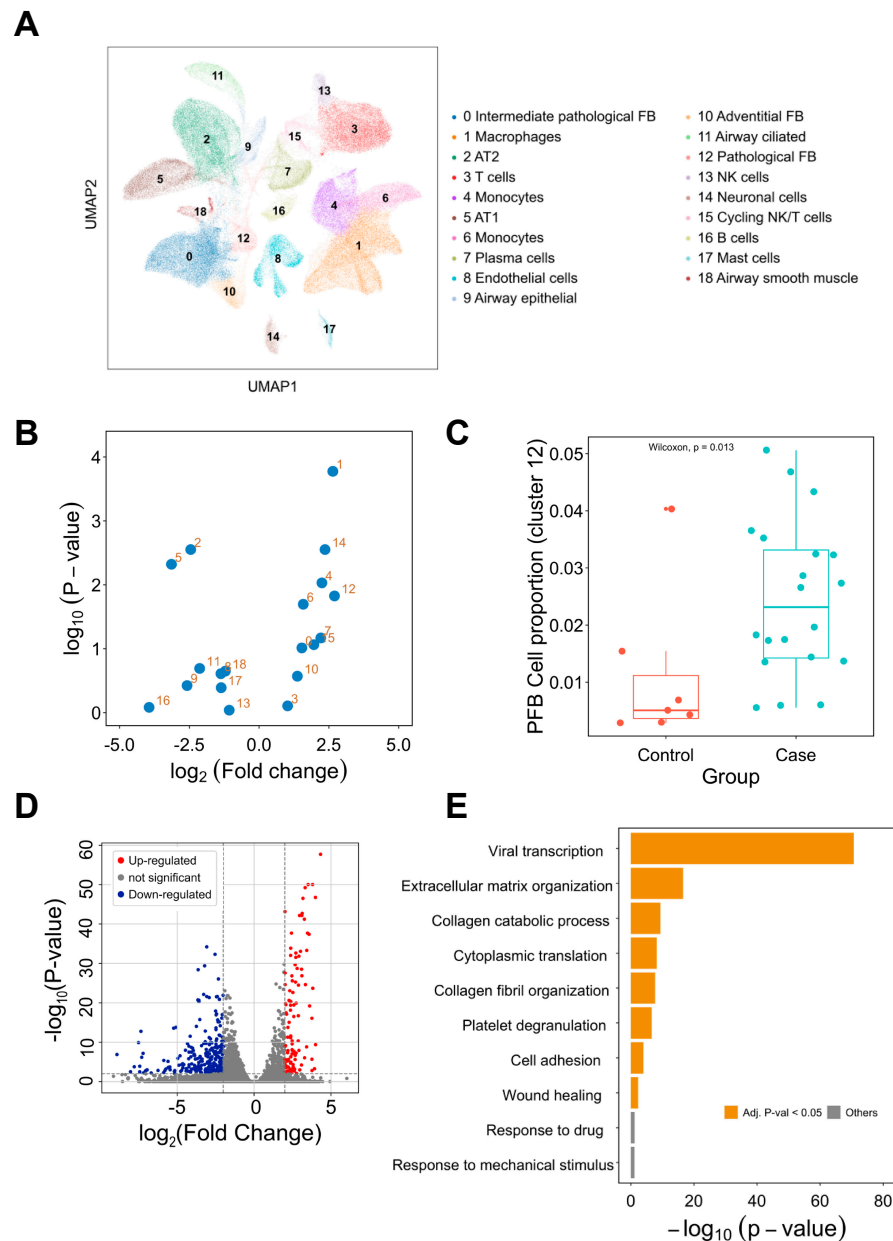 A
11
13
3
2
15
9
7
5
4
6
18
16
12
1
0
8
10
14
17
UMAP2
UMAP1
0 Intermediate pathological FB
1 Macrophages
2 AT2
3 T cells
4 Monocytes
5 AT1
6 Monocytes
7 Plasma cells
8 Endothelial cells
9 Airway epithelial
10 Adventitial FB
11 Airway ciliated
12 Pathological FB
13 NK cells
14 Neuronal cells
15 Cycling NK/T cells
16 B cells
17 Mast cells
18 Airway smooth muscle
B
4
3
2
1
0
log10 (P – value)
1
2
14
5
4
12
6
7
0
15
11
8
18
10
9
17
16
13
3
-5.0 -2.5 0.0 2.5 5.0
log2 (Fold change)
C
Wilcoxon, p = 0.013
0.05
0.04
0.03
0.02
0.01
PFB Cell proportion (cluster 12)
Control Case
Group
D
60
50
40
30
20
10
0
-log10(P-value)
Up-regulated
not significant
Down-regulated
-5 0 5
log2(Fold Change)
E
Viral transcription
Extracellular matrix organization
Collagen catabolic process
Cytoplasmic translation
Collagen fibril organization
Platelet degranulation
Cell adhesion
Wound healing
Response to drug
Response to mechanical stimulus
Adj. P-val < 0.05 Others
0 20 40 60 80
–log10 (p – value)